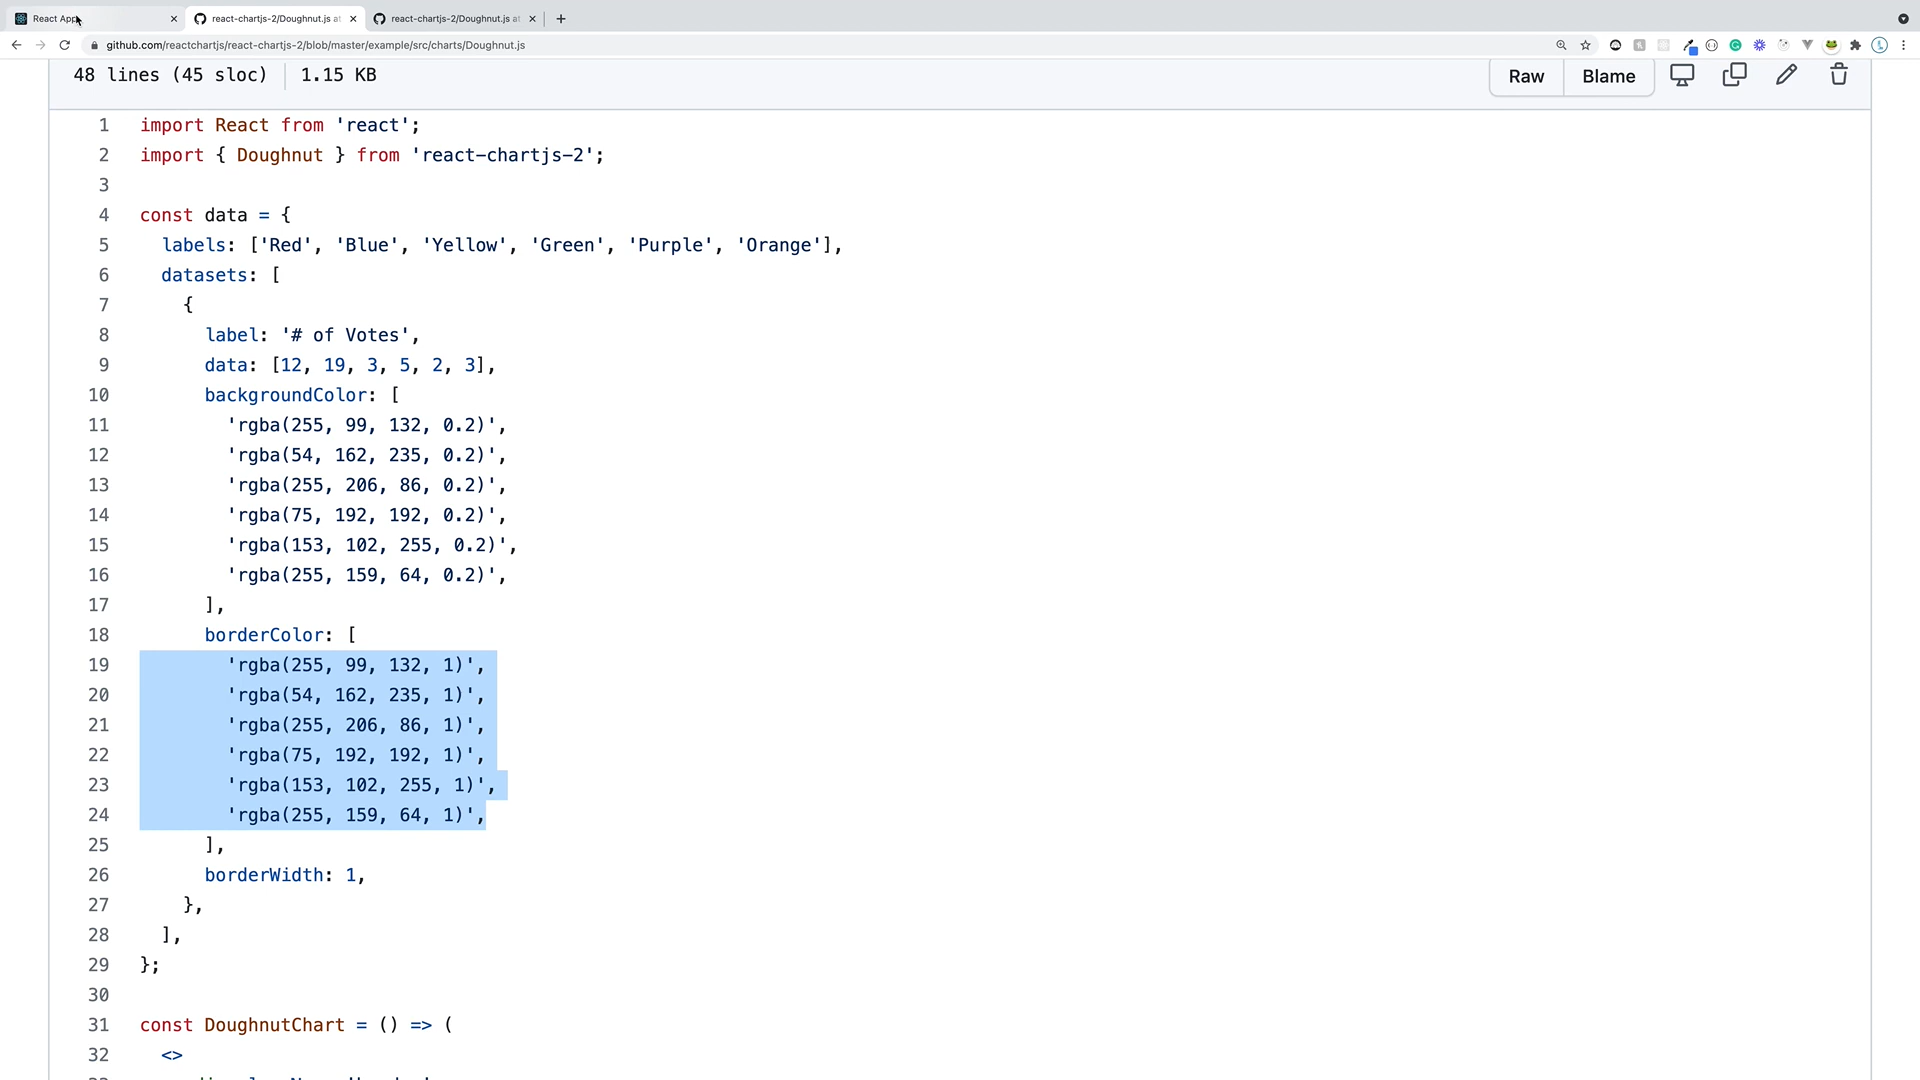 React App
react-chartjs-2/Doughnut.js at
react-chartjs-2/Doughnut.js at
github.com/reactchartjs/react-chartjs-2/blob/master/example/src/charts/Doughnut.js
48 lines (45 sloc) 1.15 KB
Raw Blame
1 import React from 'react';
2 import { Doughnut } from 'react-chartjs-2';
3
4 const data = {
5 labels: ['Red', 'Blue', 'Yellow', 'Green', 'Purple', 'Orange'],
6 datasets: [
7 {
8 label: '# of Votes',
9 data: [12, 19, 3, 5, 2, 3],
10 backgroundColor: [
11 'rgba(255, 99, 132, 0.2)',
12 'rgba(54, 162, 235, 0.2)',
13 'rgba(255, 206, 86, 0.2)',
14 'rgba(75, 192, 192, 0.2)',
15 'rgba(153, 102, 255, 0.2)',
16 'rgba(255, 159, 64, 0.2)',
17 ],
18 borderColor: [
19 'rgba(255, 99, 132, 1)',
20 'rgba(54, 162, 235, 1)',
21 'rgba(255, 206, 86, 1)',
22 'rgba(75, 192, 192, 1)',
23 'rgba(153, 102, 255, 1)',
24 'rgba(255, 159, 64, 1)',
25 ],
26 borderWidth: 1,
27 },
28 ],
29 };
30
31 const DoughnutChart = () => (
32 <>